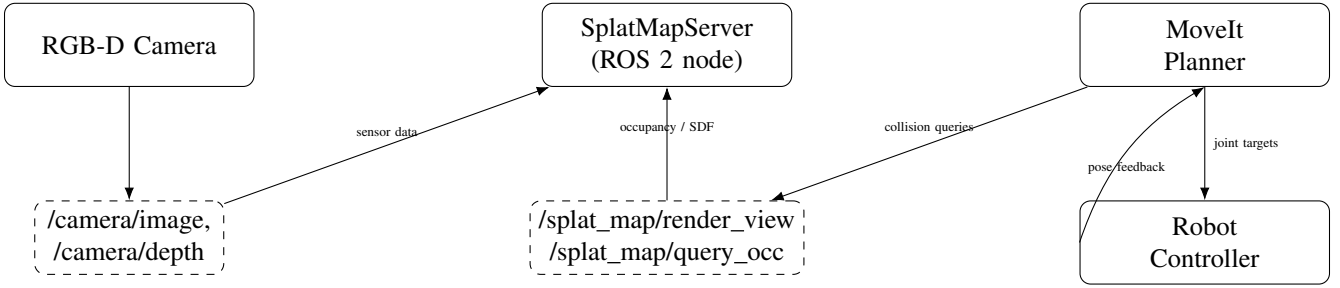 RGB-D Camera
SplatMapServer
(ROS 2 node)
MoveIt
Planner
sensor data
occupancy / SDF
collision queries
joint targets
pose feedback
/camera/image,
/camera/depth
/splat_map/render_view
/splat_map/query_occ
Robot
Controller